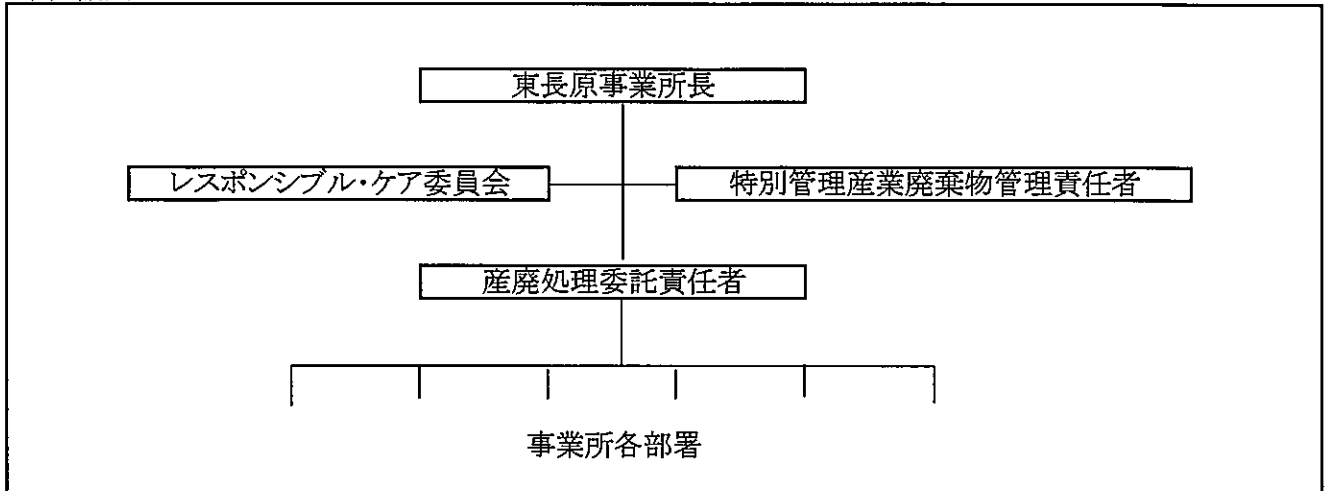 東長原事業所長
レスポンシブル・ケア委員会
特別管理産業廃棄物管理責任者
産廃処理委託責任者
事業所各部署